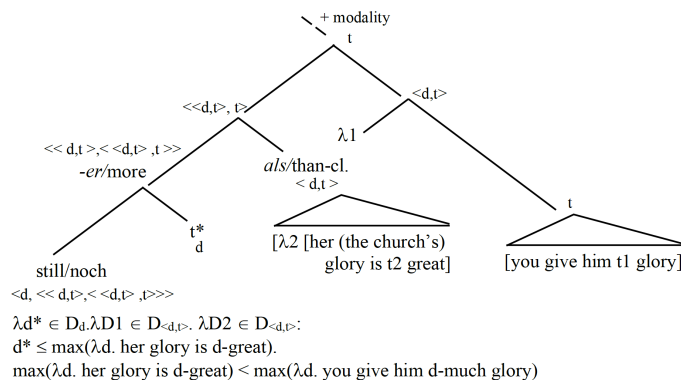 + modality
t
<<d,t>, t>
<d,t>
λ1
<< d,t >,< <d,t> ,t >>
-er/more
als/than-cl.
< d,t >
t
t*
d
[λ2 [her (the church’s)
glory is t2 great]
[you give him t1 glory]
still/noch
<d, << d,t>,< <d,t> ,t>>>
λd* ∈ Dd.λD1 ∈ D<d,t>. λD2 ∈ D<d,t>:
d* ≤ max(λd. her glory is d-great).
max(λd. her glory is d-great) < max(λd. you give him d-much glory)